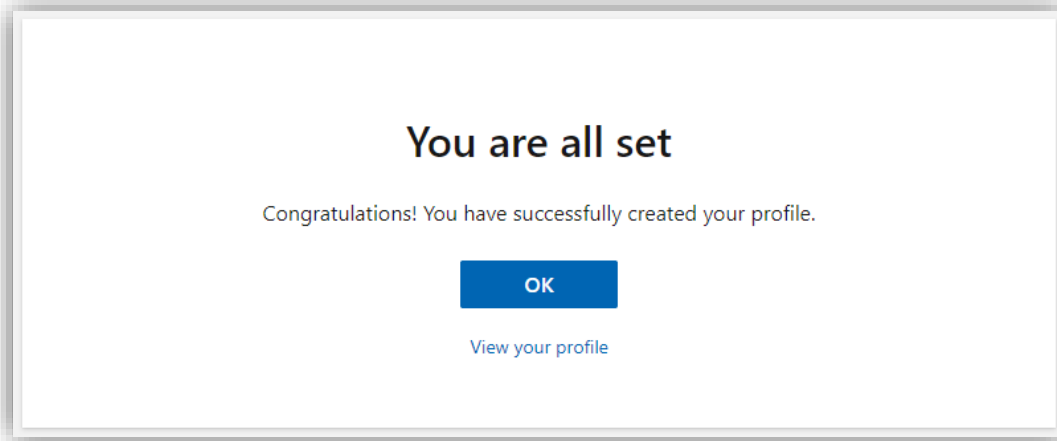 You are all set
Congratulations! You have successfully created your profile.
OK
View your profile